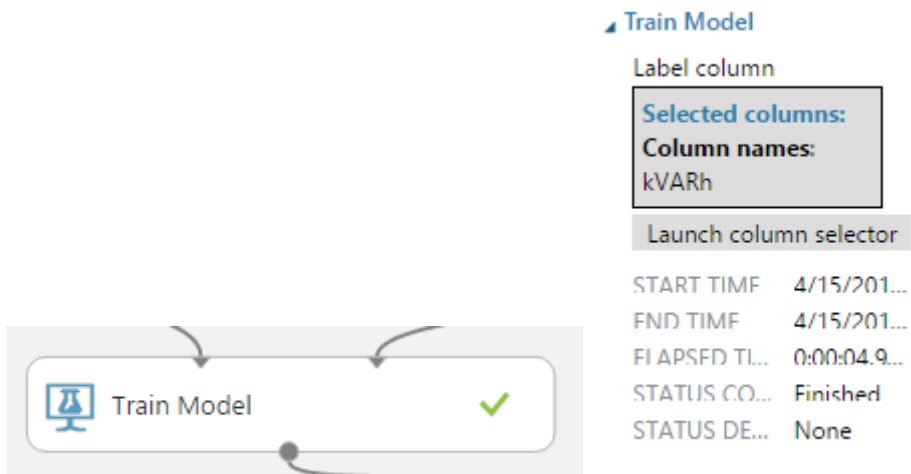 Train Model
Label column
Selected columns:
Column names:
kVARh
Launch column selector
START TIME 4/15/201...
END TIME 4/15/201...
ELAPSED TI... 0:00:04.9...
STATUS CO... Finished
STATUS DE... None
Train Model